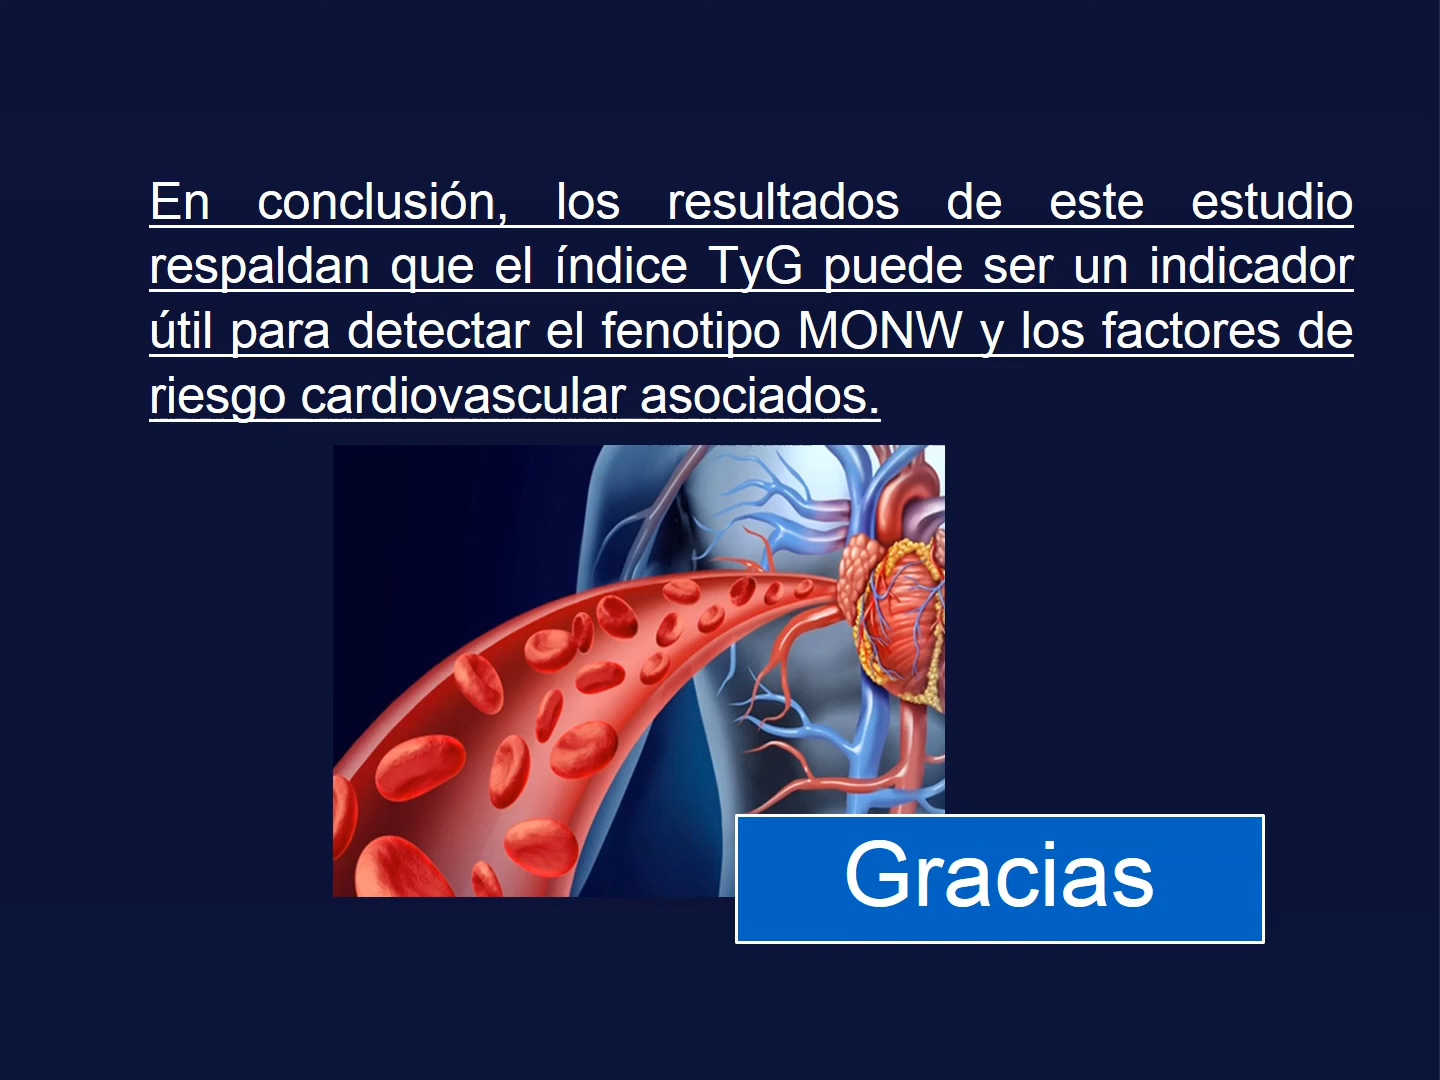 En conclusión, los resultados de este estudio
respaldan que el índice TyG puede ser un indicador
útil para detectar el fenotipo MONW y los factores de
riesgo cardiovascular asociados.
Gracias